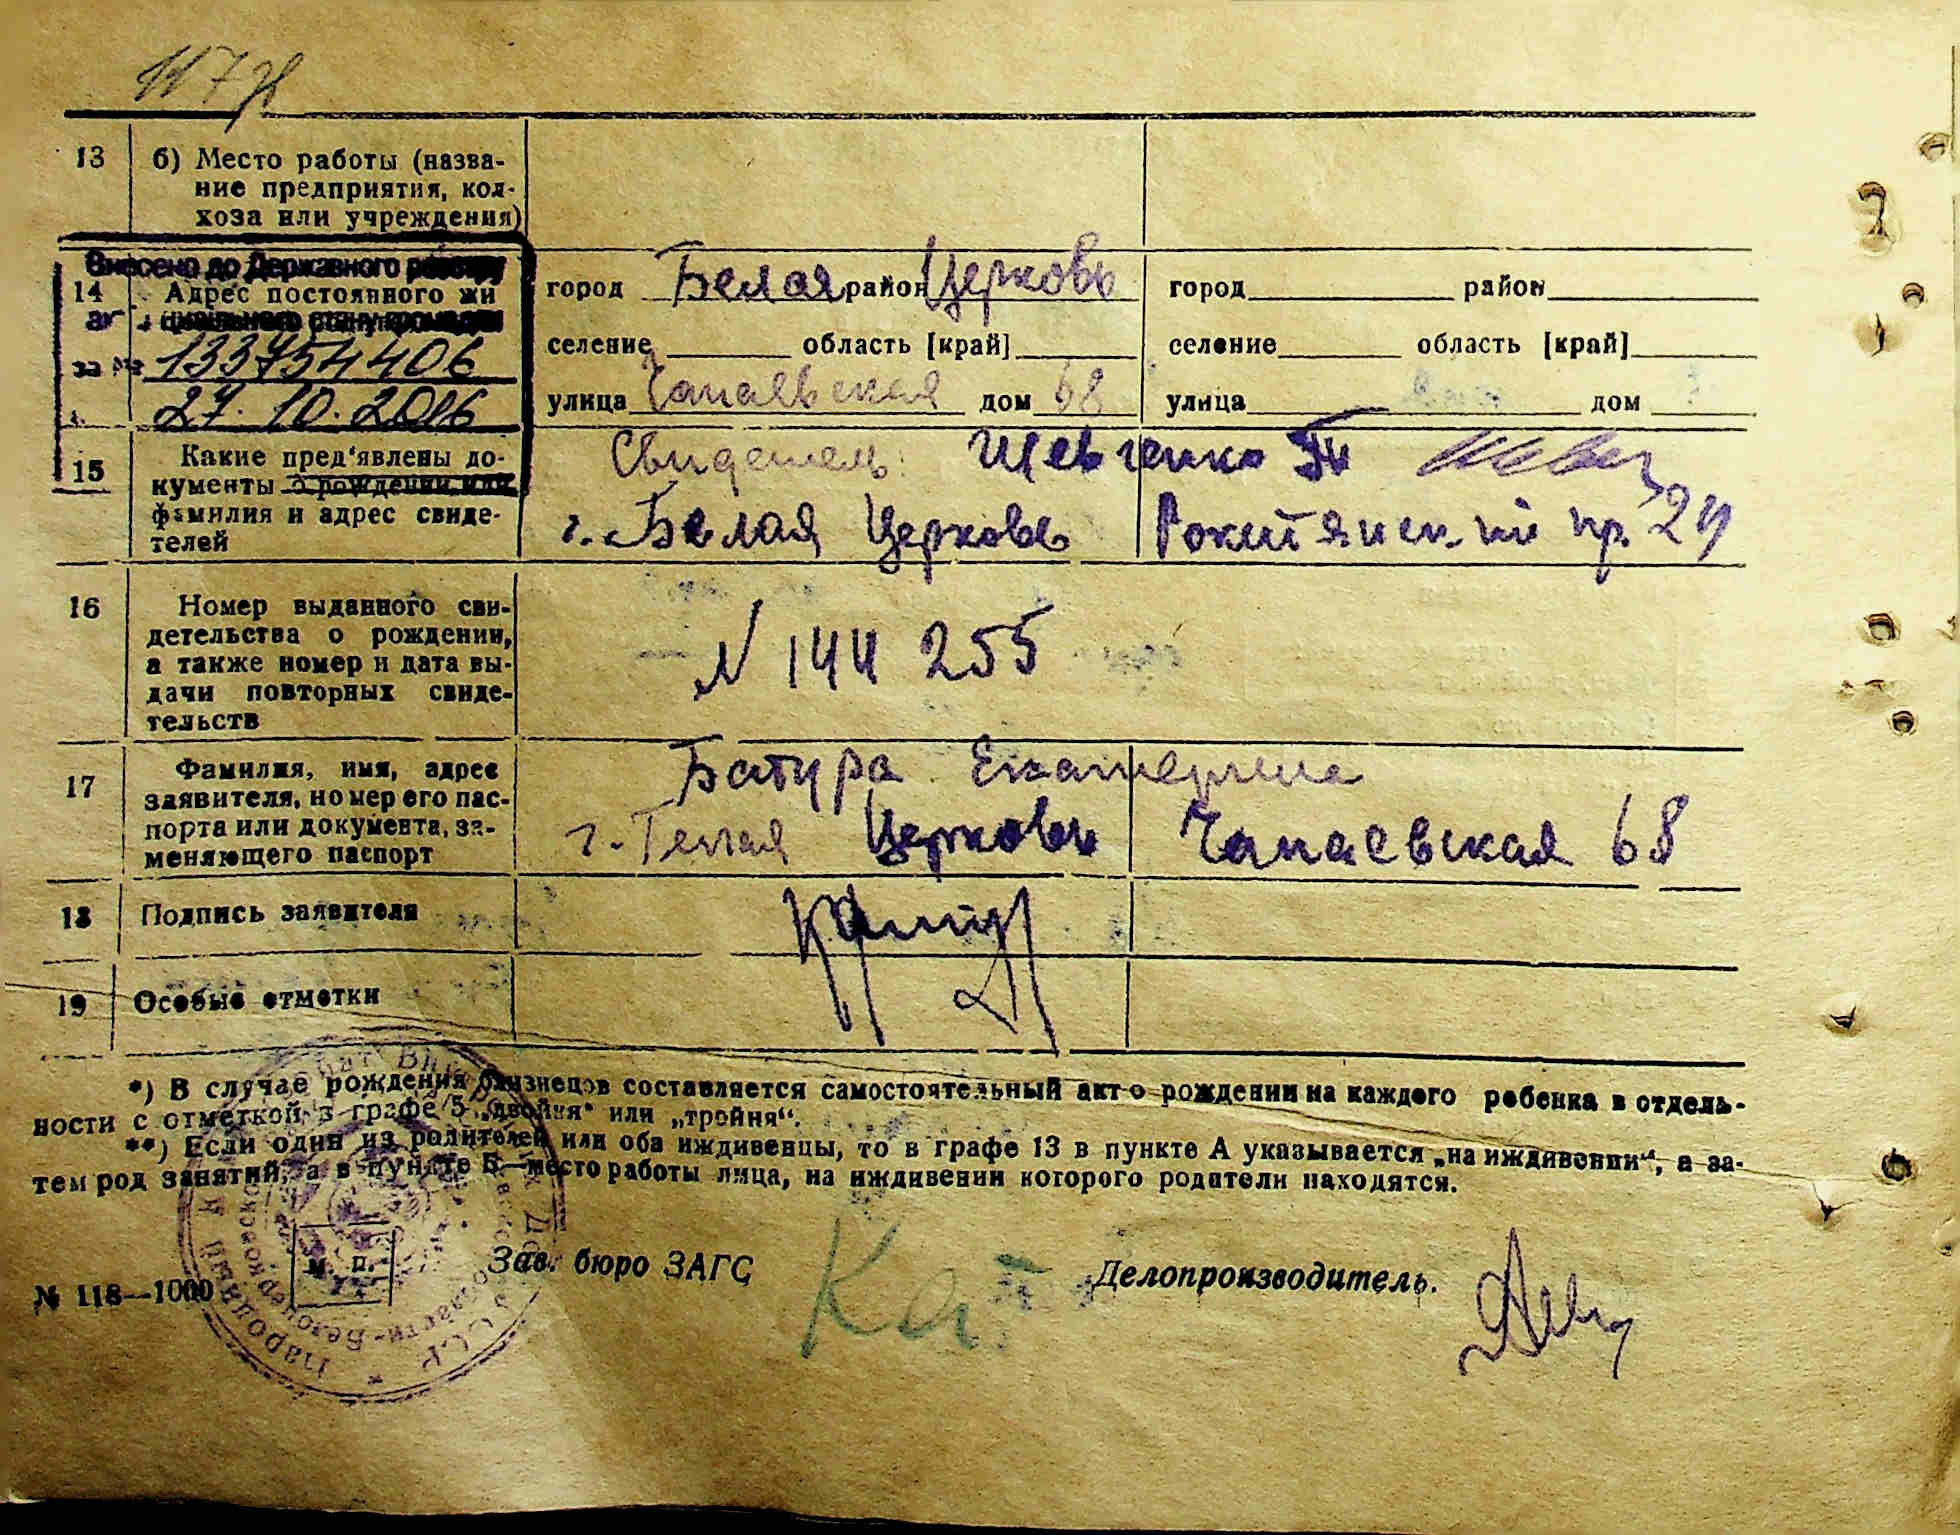 13 б) Место работы (назва-
ние предприятия, кол-
хоза или учреждения)
Внесено до Державного реєстру
14 Адрес постоянного жи
город Белая район Церковь город район
за № 133754406
селение область [край] селение область [край]
27.10.2016
улица Чапаевская дом 68 улица дом
15 Какие пред'явлены до-
кументы о рождении или
фамилия и адрес свиде-
телей
Свидетель: Шевченко
г. Белая Церковь Рокитянский пр. 29
16 Номер выданного сви-
детельства о рождении,
а также номер и дата вы-
дачи повторных свиде-
тельств
N 144255
17 Фамилия, имя, адрес
заявителя, номер его пас-
порта или документа, за-
меняющего паспорт
Батура Екатерина
г. Белая Церковь Чапаевская 68
18 Подпись заявителя
19 Особые отметки
*) В случае рождения близнецов составляется самостоятельный акт о рождении на каждого ребенка в отдель-
ности с отметкой в графе 5 „двойня“ или „тройня“.
**) Если один из родителей или оба иждивенцы, то в графе 13 в пункте А указывается „на иждивении“, а за-
тем род занятий, а в пункте Б—место работы лица, на иждивении которого родители находятся.
м. п.
Зав. бюро ЗАГС Делопроизводитель.
№ 118—1000